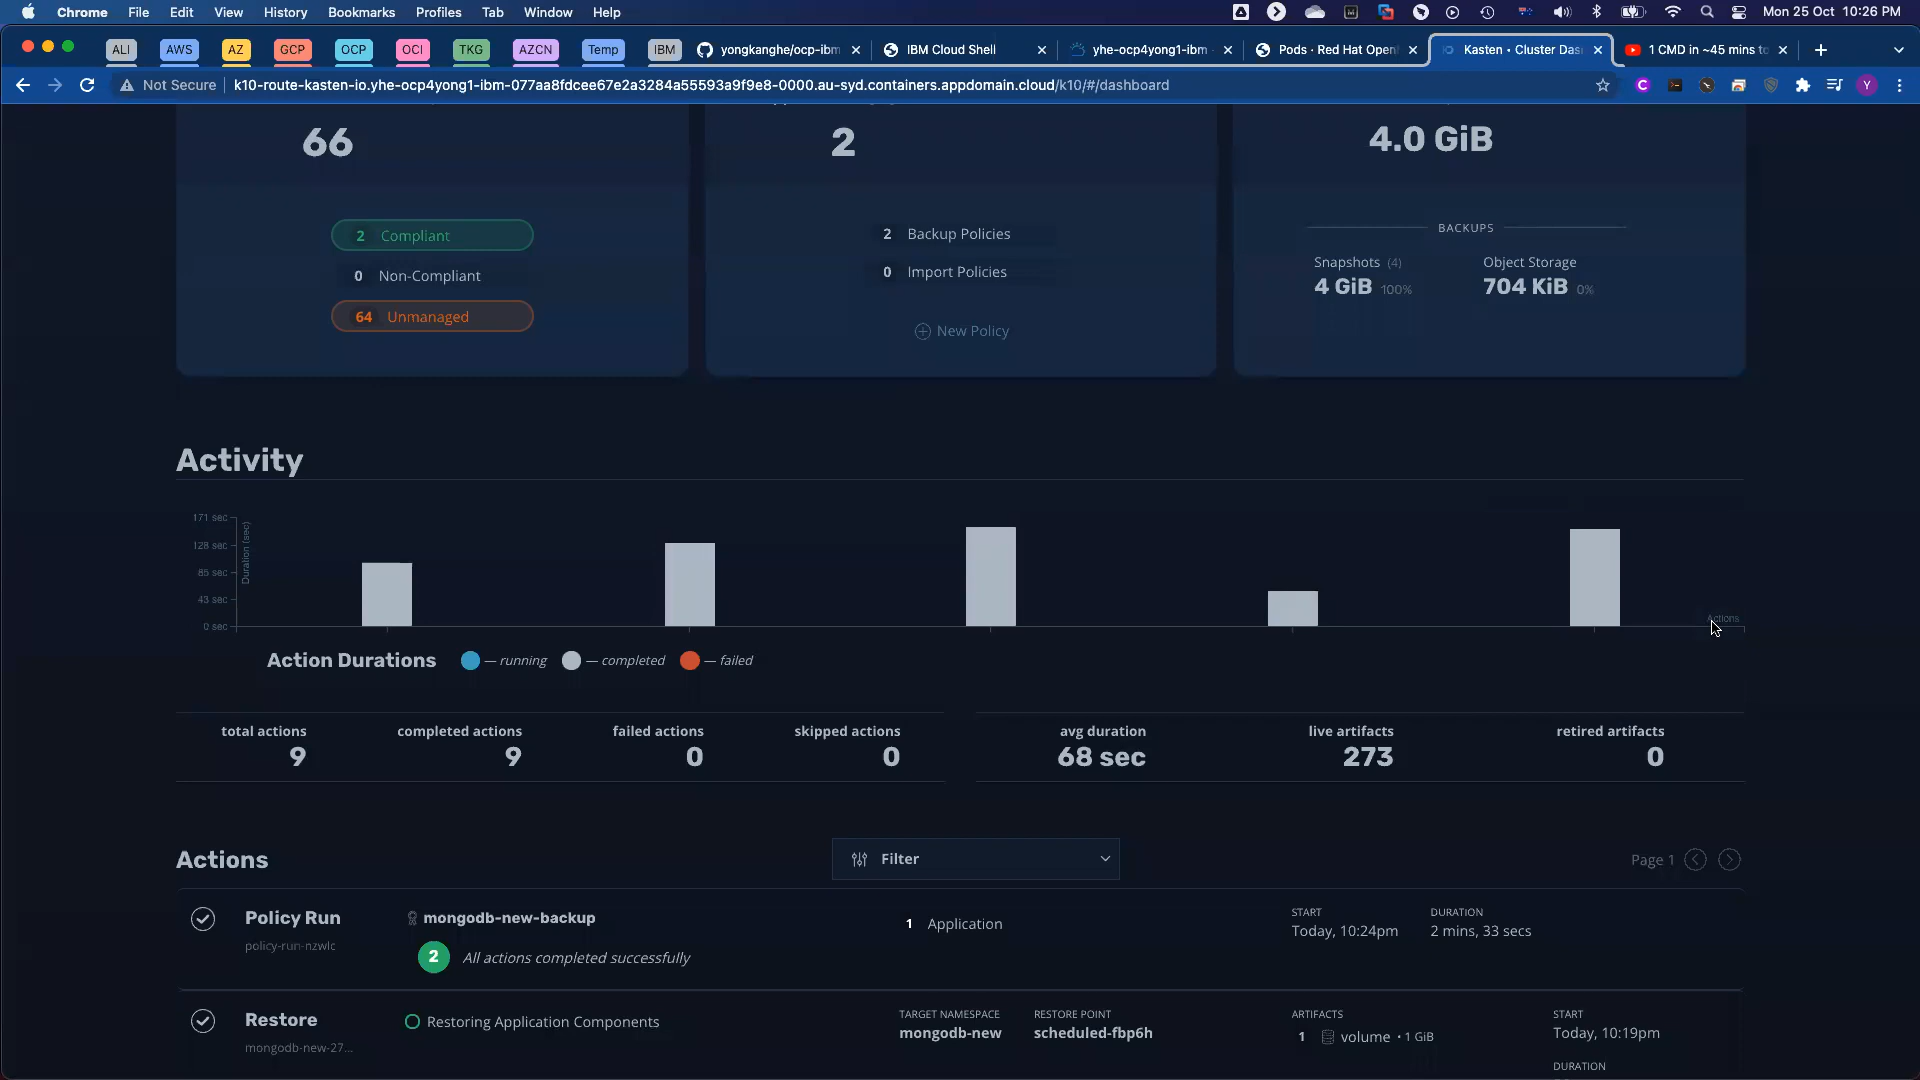 Chrome File Edit View History Bookmarks Profiles Tab Window Help Mon 25 Oct 10:26 PM
ALI AWS AZ GCP OCP OCI TKG AZCN Temp IBM yongkanghe/ocp-ibm IBM Cloud Shell yhe-ocp4yong1-ibm Pods · Red Hat Open Kasten • Cluster Das 1 CMD in ~45 mins to
Not Secure k10-route-kasten-io.yhe-ocp4yong1-ibm-077aa8fdcee67e2a3284a55593a9f9e8-0000.au-syd.containers.appdomain.cloud/k10/#/dashboard
66 2 4.0 GiB
2 Compliant
0 Non-Compliant
64 Unmanaged
2 Backup Policies
0 Import Policies
New Policy
BACKUPS
Snapshots (4) Object Storage
4 GiB 100% 704 KiB 0%
Activity
171 sec
128 sec
85 sec
43 sec
0 sec
Duration (sec)
Actions
Action Durations — running — completed — failed
total actions completed actions failed actions skipped actions avg duration live artifacts retired artifacts
9 9 0 0 68 sec 273 0
Actions Filter Page 1
Policy Run mongodb-new-backup 1 Application START DURATION
policy-run-nzwlc 2 All actions completed successfully Today, 10:24pm 2 mins, 33 secs
Restore Restoring Application Components TARGET NAMESPACE RESTORE POINT ARTIFACTS START
mongodb-new-27... mongodb-new scheduled-fbp6h 1 volume • 1 GiB Today, 10:19pm
DURATION